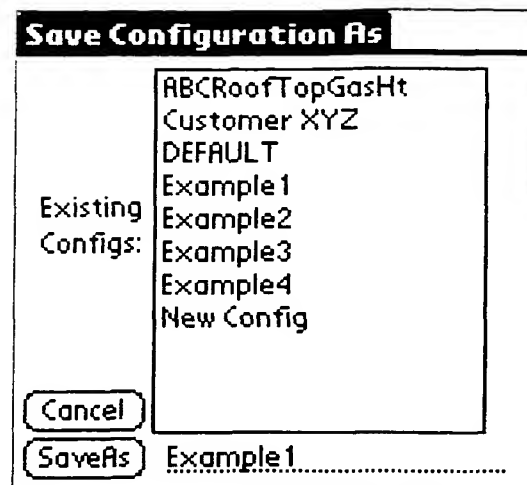 Save Configuration As
ABCRoofTopGasHt
Customer XYZ
DEFAULT
Example1
Existing
Example2
Configs:
Example3
Example4
New Config
Cancel
SaveAs Example1